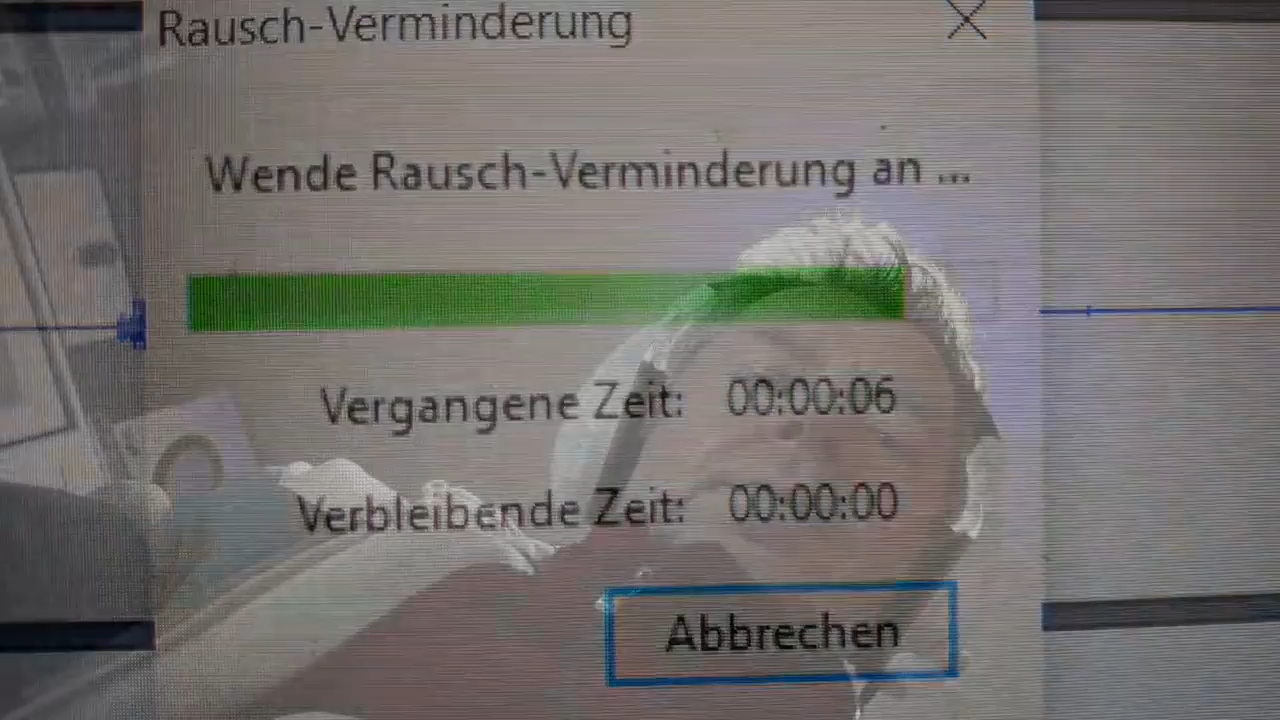 Rausch-Verminderung
Wende Rausch-Verminderung an ...
Vergangene Zeit: 00:00:06
Verbleibende Zeit: 00:00:00
Abbrechen